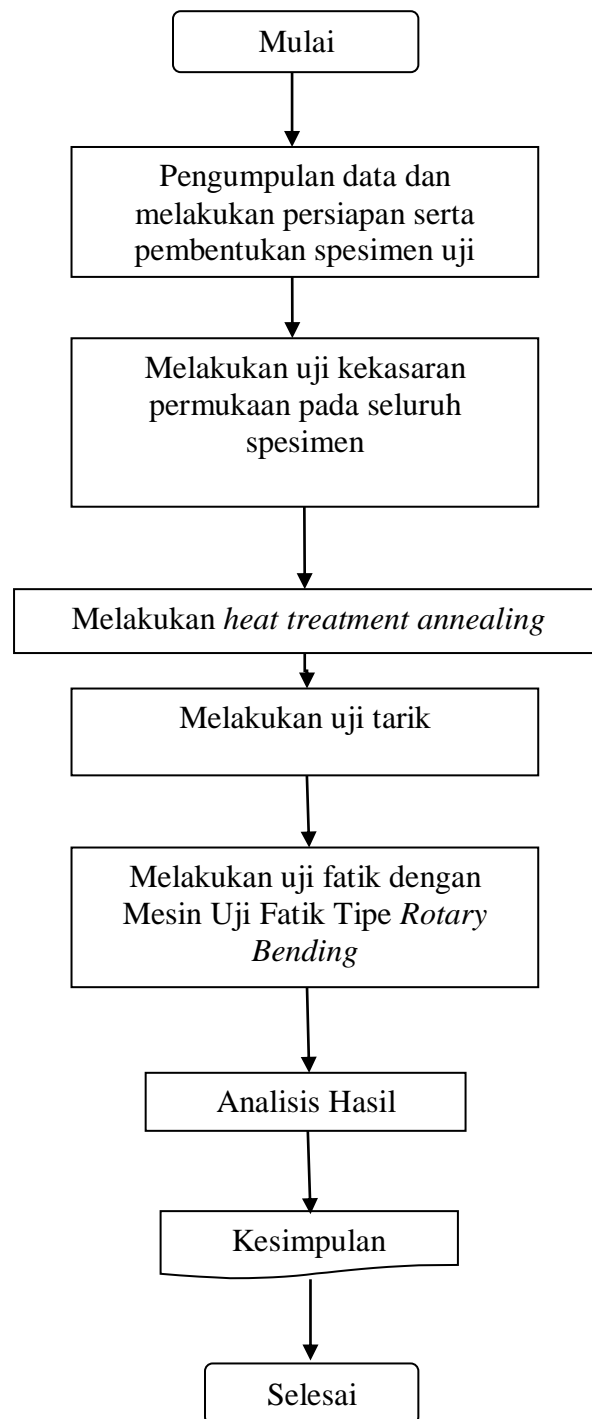 Mulai
Pengumpulan data dan
melakukan persiapan serta
pembentukan spesimen uji
Melakukan uji kekasaran
permukaan pada seluruh
spesimen
Melakukan heat treatment annealing
Melakukan uji tarik
Melakukan uji fatik dengan
Mesin Uji Fatik Tipe Rotary
Bending
Analisis Hasil
Kesimpulan
Selesai